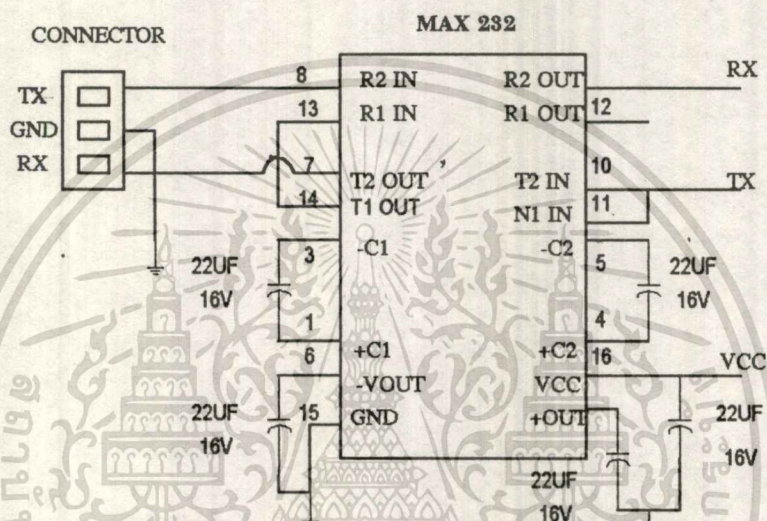 MAX 232
CONNECTOR
TX
GND
RX
8
13
7
14
3
1
6
15
R2 IN
R1 IN
T2 OUT
T1 OUT
-C1
+C1
-VOUT
GND
R2 OUT
R1 OUT
T2 IN
N1 IN
-C2
+C2
VCC
+OUT
12
10
11
5
4
16
RX
TX
VCC
22UF
16V
22UF
16V
22UF
16V
22UF
16V
22UF
16V